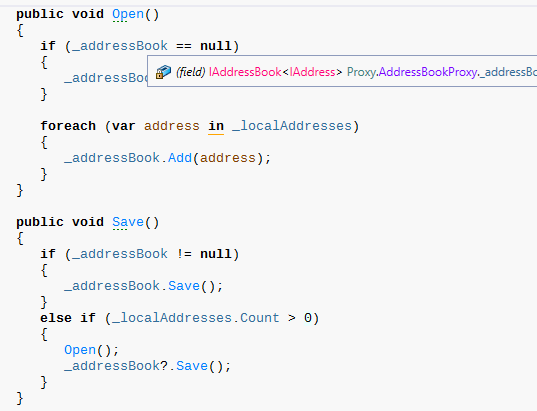 public void Open()
{
if (_addressBook == null)
{
(field) IAddressBook<IAddress> Proxy.AddressBookProxy._addressBo
_addressBo
}
foreach (var address in _localAddresses)
{
_addressBook.Add(address);
}
}
public void Save()
{
if (_addressBook != null)
{
_addressBook.Save();
}
else if (_localAddresses.Count > 0)
{
Open();
_addressBook?.Save();
}
}